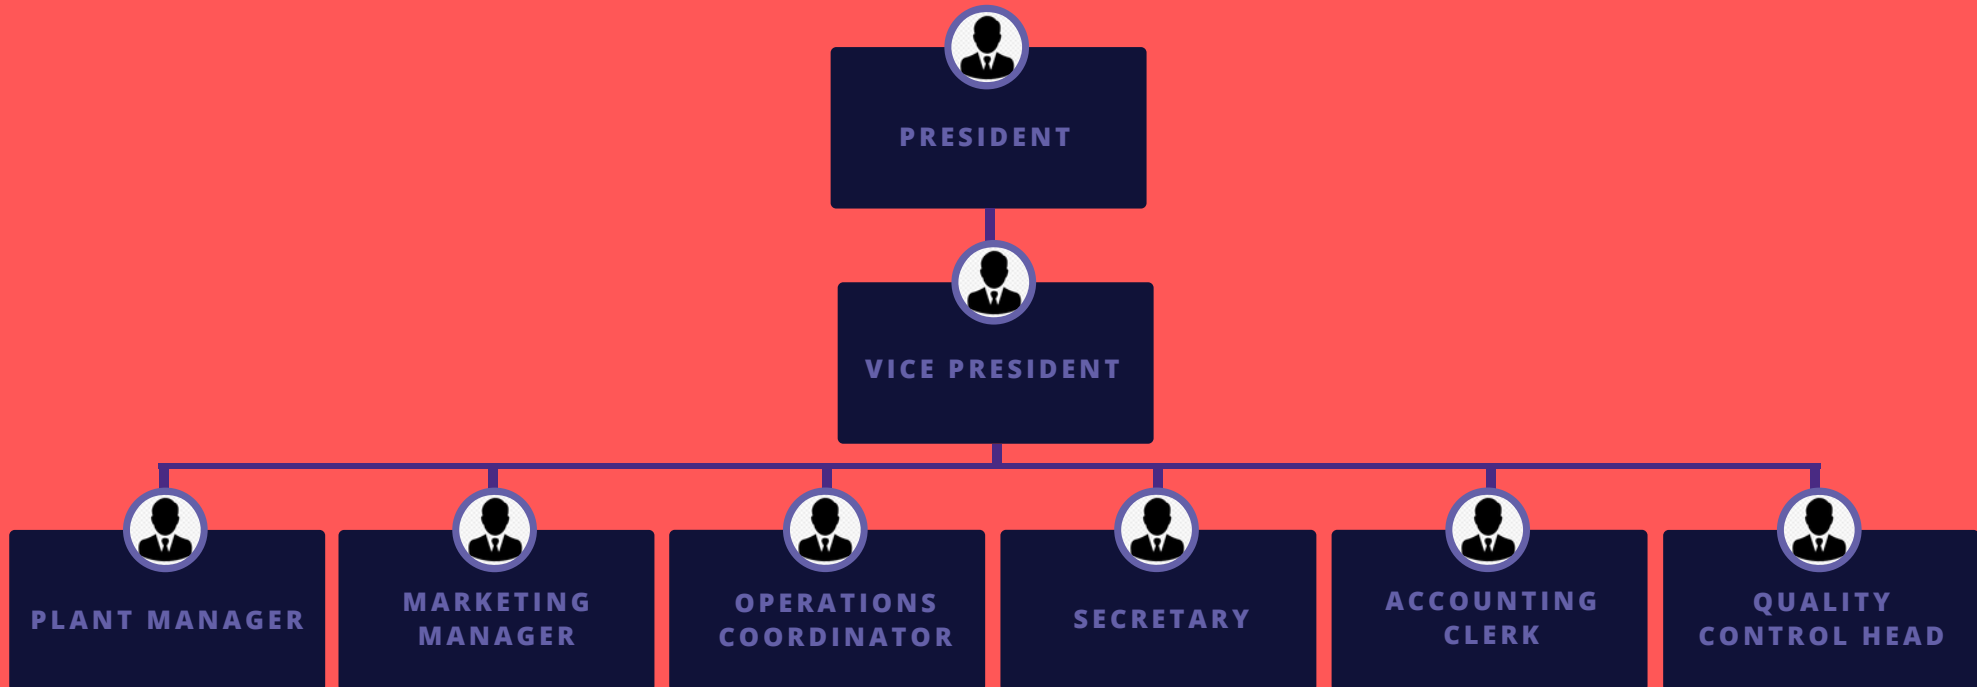 PRESIDENT
VICE PRESIDENT
PLANT MANAGER
MARKETING
MANAGER
OPERATIONS
COORDINATOR
SECRETARY
ACCOUNTING
CLERK
QUALITY
CONTROL HEAD